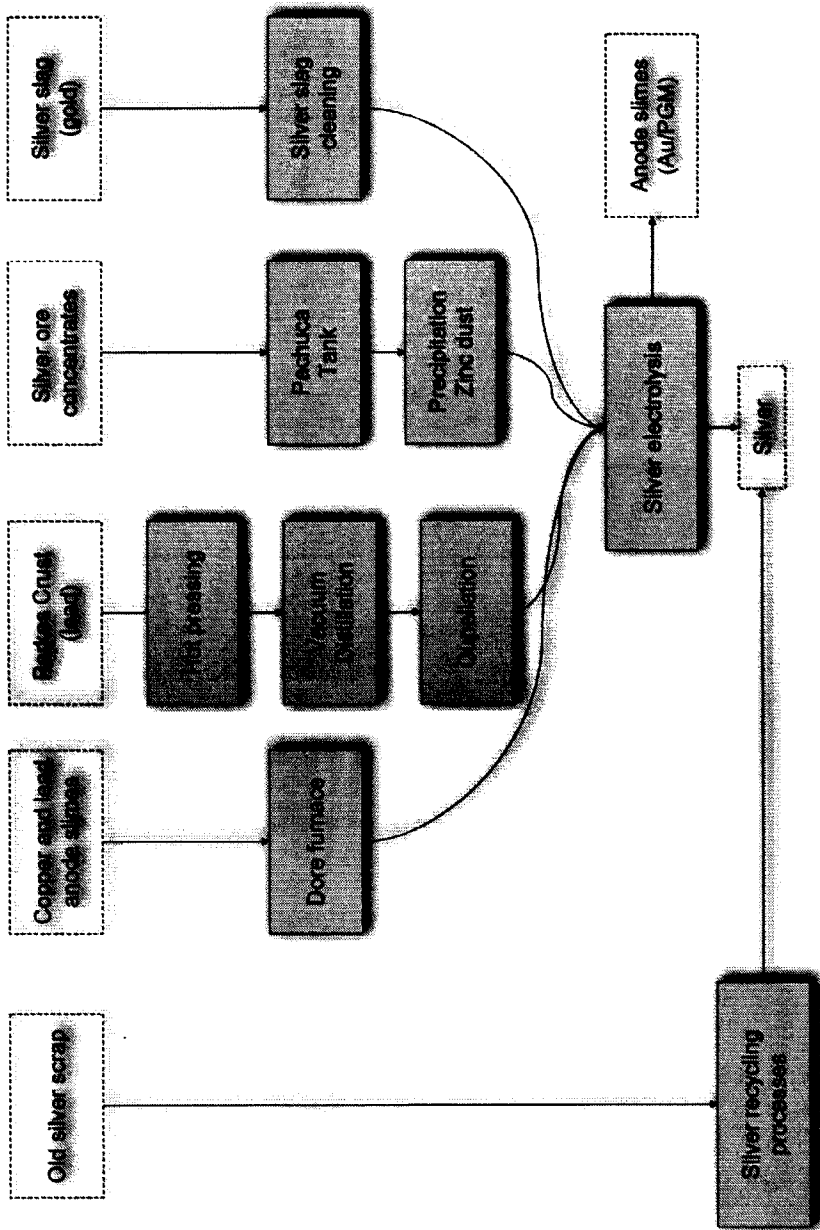 Old silver scrap
Copper and lead
anode slimes
Parkes Crust
(lead)
Silver ore
concentrates
Silver slag
(gold)
Hot pressing
Dore furnace
Vacuum
Distillation
Pachuca
Tank
Silver slag
cleaning
Cupellation
Precipitation
Zinc dust
Silver electrolysis
Anode slimes
(Au/PGM)
Silver recycling
processes
Silver